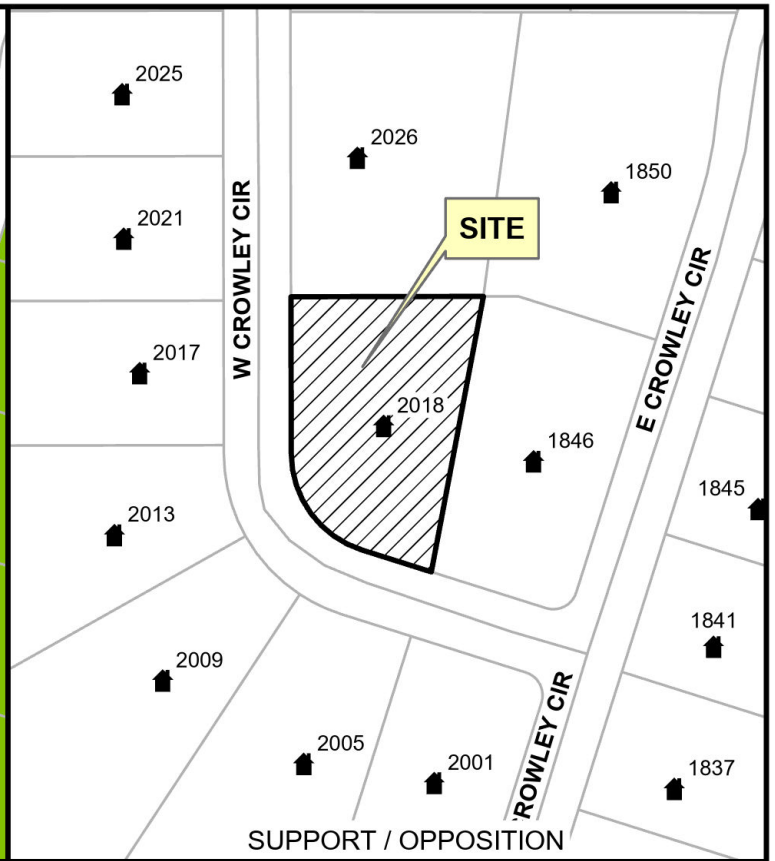 2025
2026
1850
2021
SITE
W CROWLEY CIR
E CROWLEY CIR
2017
2018
1846
1845
2013
1841
2009
2005
2001
ROWLEY CIR
1837
SUPPORT / OPPOSITION